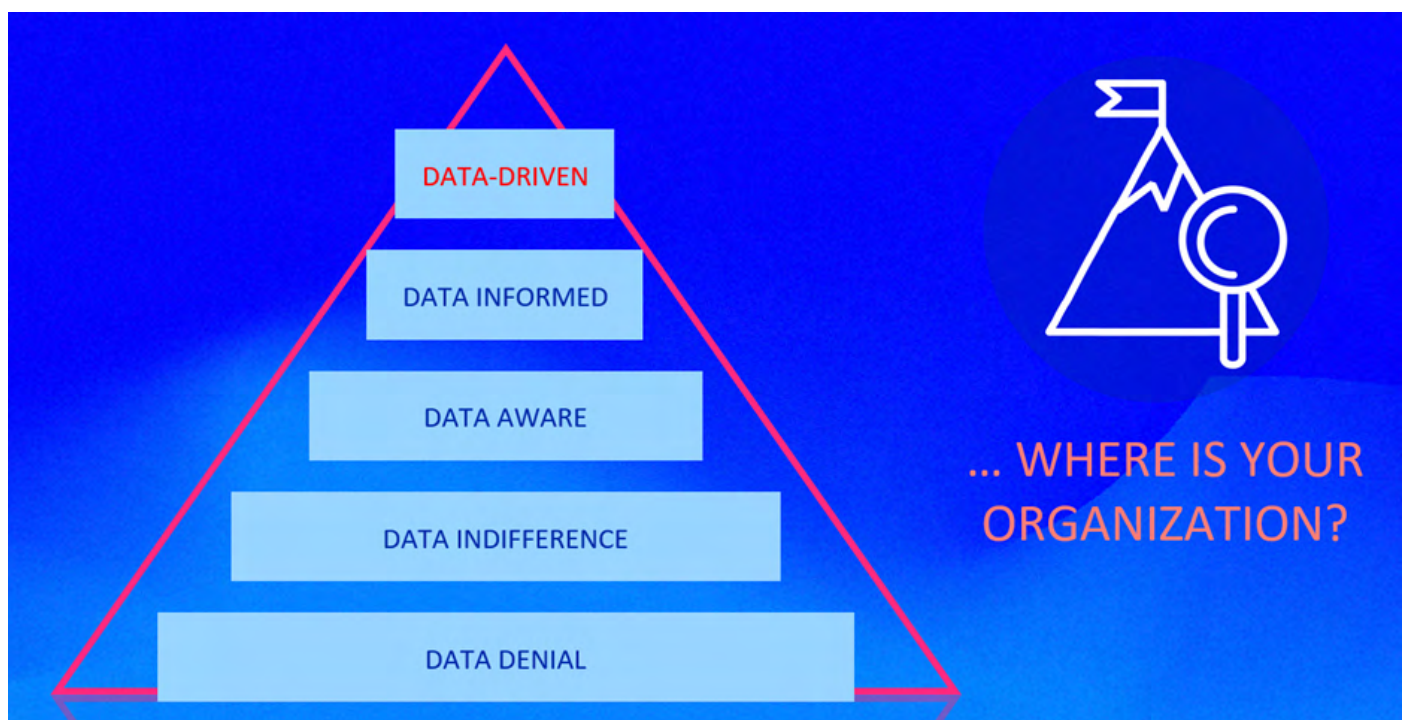 DATA-DRIVEN
DATA INFORMED
DATA AWARE
DATA INDIFFERENCE
DATA DENIAL
... WHERE IS YOUR
ORGANIZATION?